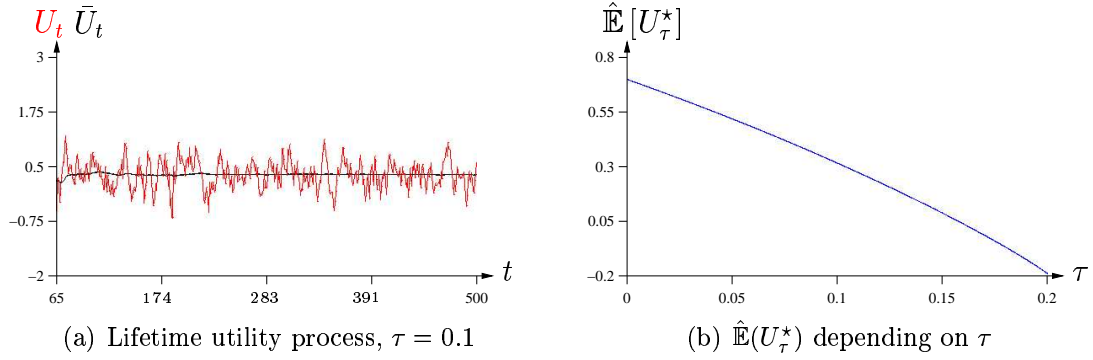 U_t Ū_t
3
1.75
0.5
−0.75
−2
65 174 283 391 500
t
(a) Lifetime utility process, τ = 0.1
𝔼̂ [U_τ^⋆]
0.8
0.55
0.3
0.05
−0.2
0 0.05 0.1 0.15 0.2
τ
(b) 𝔼̂(U_τ^⋆) depending on τ